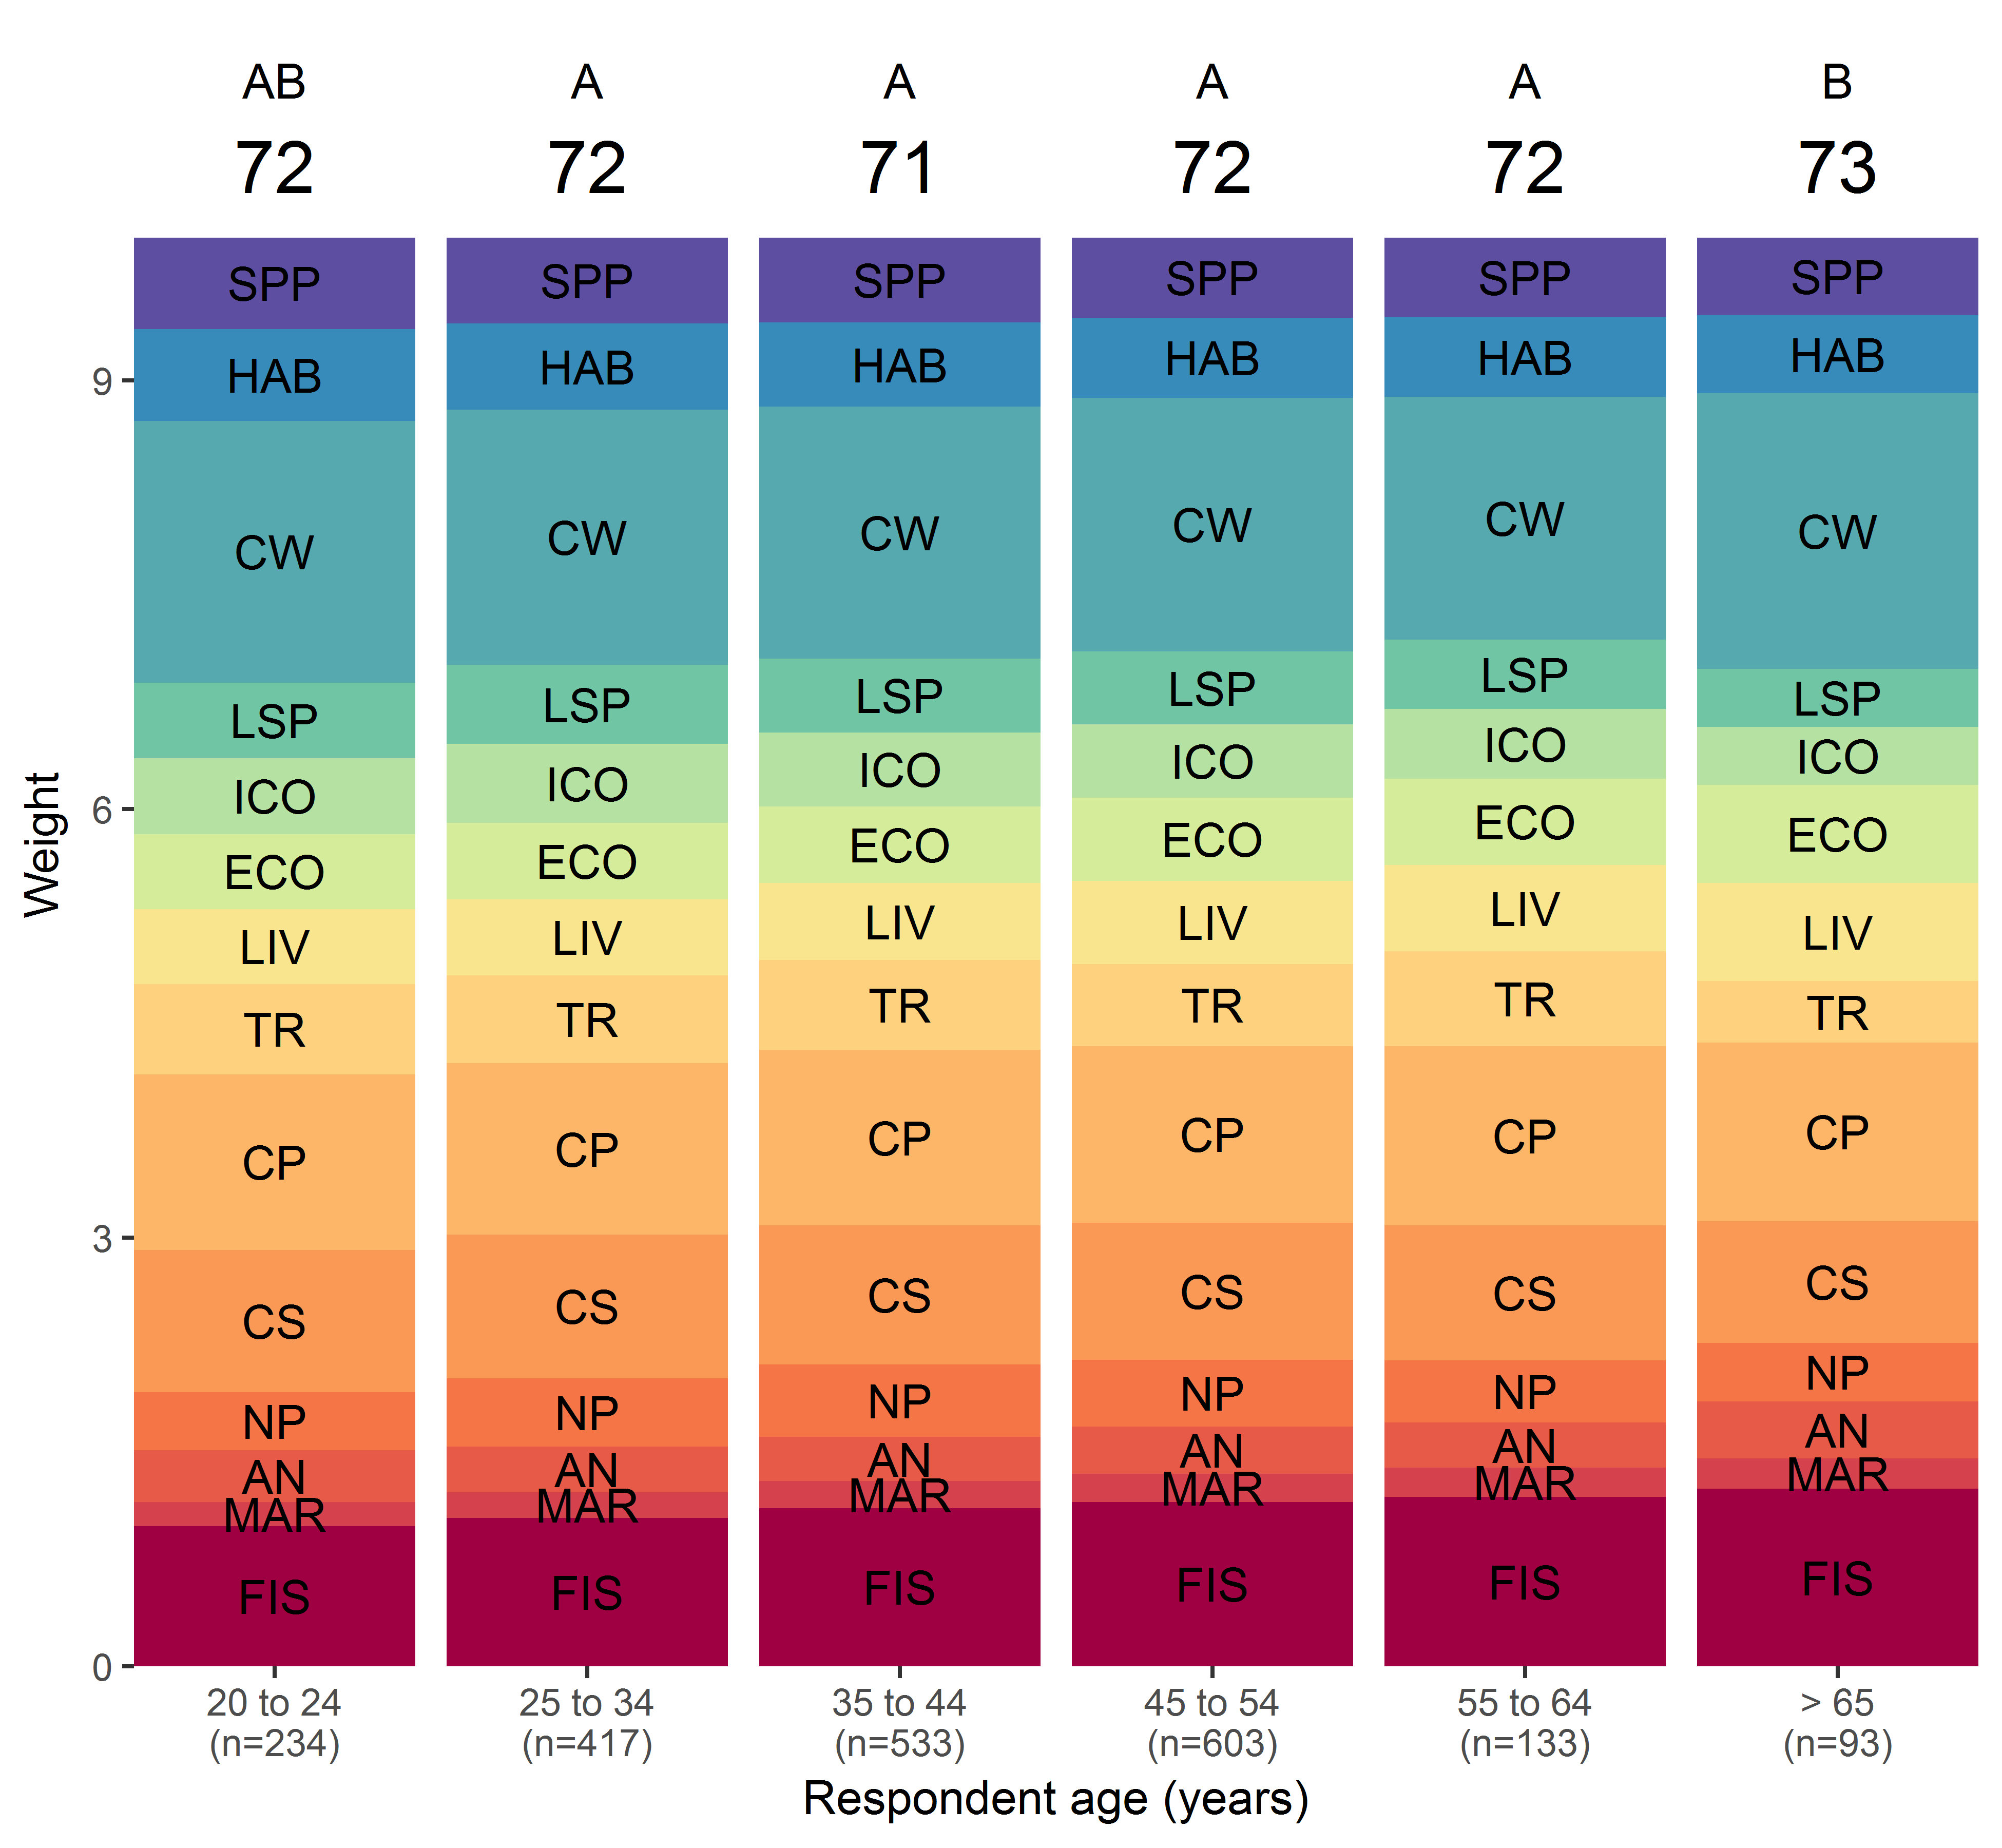 AB A A A A B
72 72 71 72 72 73
SPP SPP SPP SPP SPP SPP
HAB HAB HAB HAB HAB HAB
9
CW CW CW CW CW CW
LSP LSP LSP LSP LSP LSP
ICO ICO ICO ICO ICO ICO
6
Weight
ECO ECO ECO ECO ECO ECO
LIV LIV LIV LIV LIV LIV
TR TR TR TR TR TR
CP CP CP CP CP CP
3
CS CS CS CS CS CS
NP NP NP NP NP NP
AN AN AN AN AN AN
MAR MAR MAR MAR MAR MAR
FIS FIS FIS FIS FIS FIS
0
20 to 24 25 to 34 35 to 44 45 to 54 55 to 64 > 65
(n=234) (n=417) (n=533) (n=603) (n=133) (n=93)
Respondent age (years)